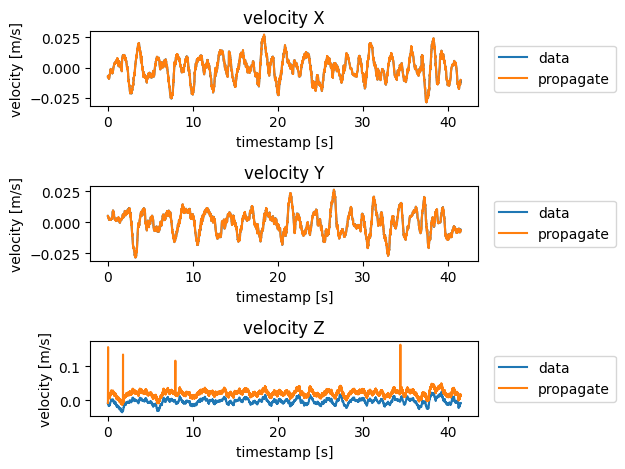 velocity X
velocity [m/s]
0.025
0.000
−0.025
0
10
20
30
40
timestamp [s]
data
propagate
velocity Y
velocity [m/s]
0.025
0.000
−0.025
0
10
20
30
40
timestamp [s]
data
propagate
velocity Z
velocity [m/s]
0.1
0.0
0
10
20
30
40
timestamp [s]
data
propagate